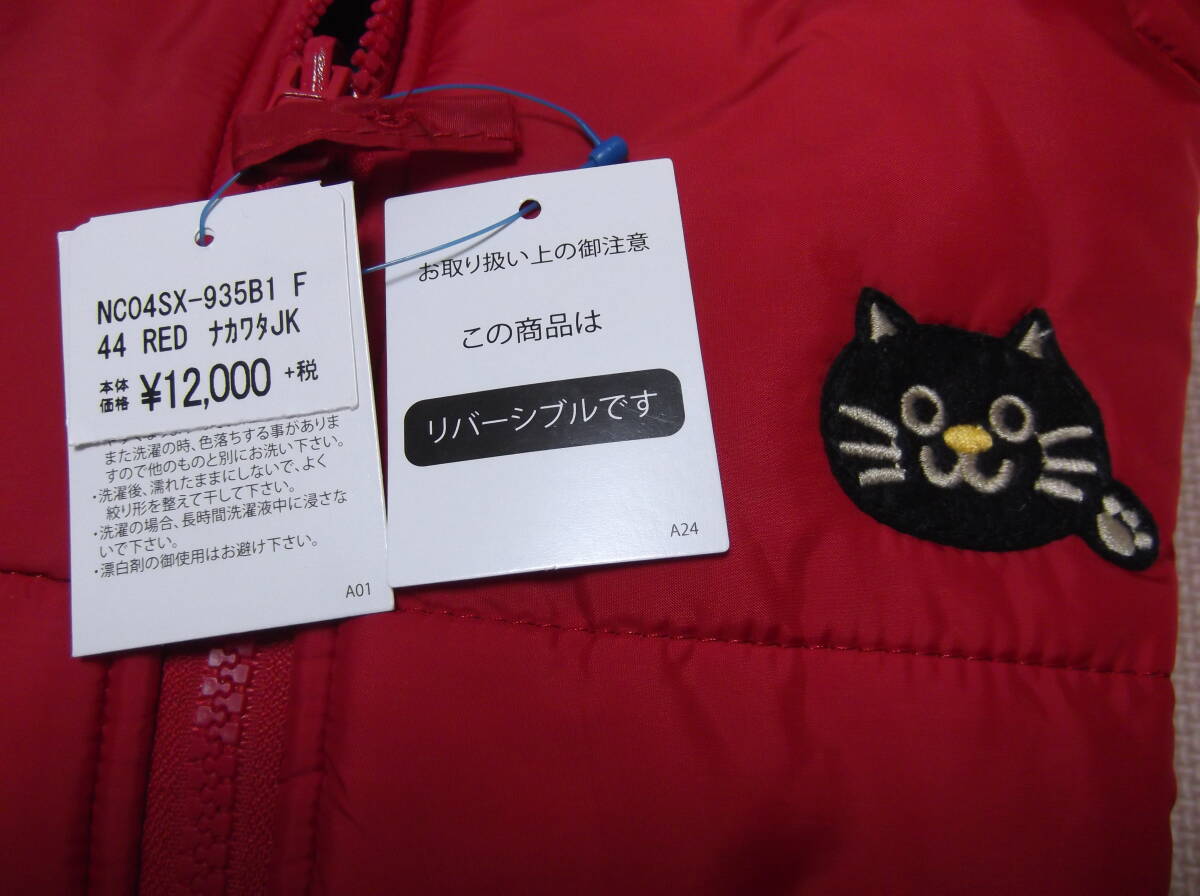 NC04SX-935B1 F
44 RED ﾅｶﾜﾀJK
本体
価格 ¥12,000 +税
また洗濯の時、色落ちする事がありま
すので他のものと別にお洗い下さい。
・洗濯後、濡れたままにしないで、よく
絞り形を整えて干して下さい。
・洗濯の場合、長時間洗濯液中に浸さな
いで下さい。
・漂白剤の御使用はお避け下さい。
A01
お取り扱い上の御注意
この商品は
リバーシブルです
A24